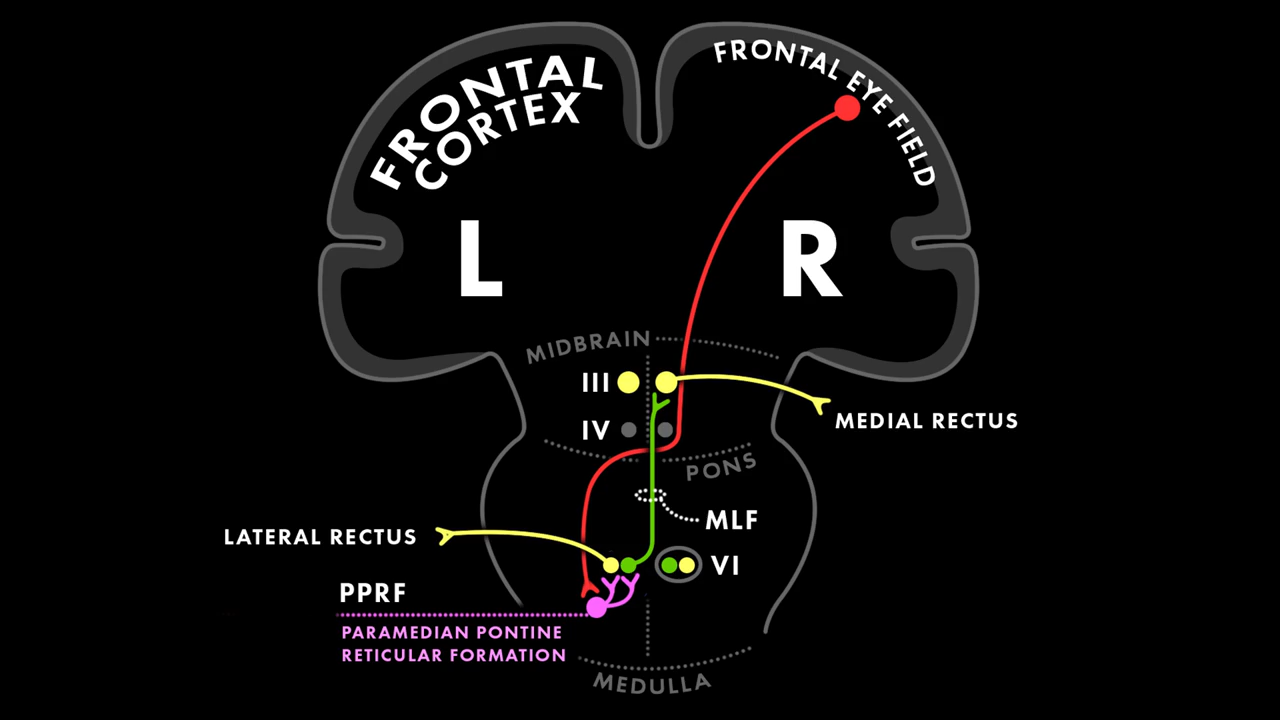 FRONTAL
CORTEX
FRONTAL EYE FIELD
L
R
MIDBRAIN
III
IV
MEDIAL RECTUS
PONS
MLF
LATERAL RECTUS
VI
PPRF
PARAMEDIAN PONTINE
RETICULAR FORMATION
MEDULLA